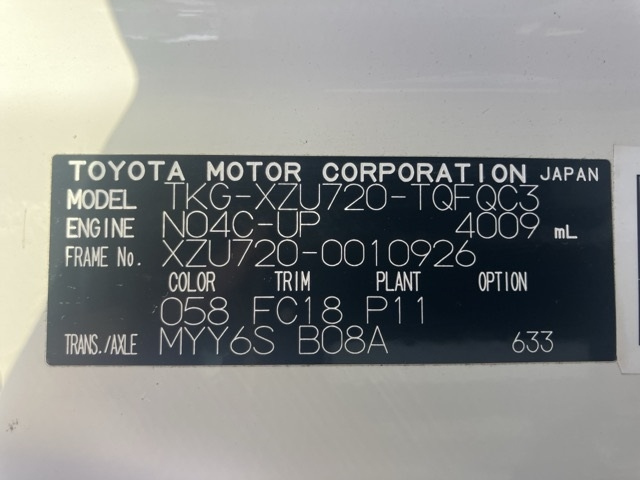 TOYOTA MOTOR CORPORATION JAPAN
MODEL TKG-XZU720-TQFQC3
ENGINE N04C-UP 4009 mL
FRAME No. XZU720-0010926
COLOR TRIM PLANT OPTION
058 FC18 P11
TRANS./AXLE MYY6S B08A 633